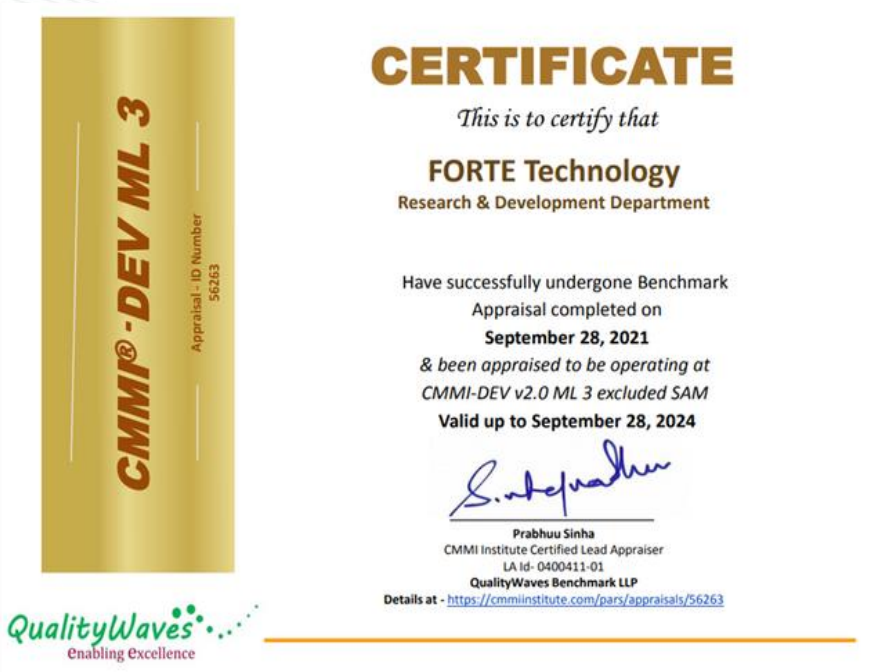 CMMI®-DEV ML 3
Appraisal - ID Number
56263
CERTIFICATE
This is to certify that
FORTE Technology
Research & Development Department
Have successfully undergone Benchmark
Appraisal completed on
September 28, 2021
& been appraised to be operating at
CMMI-DEV v2.0 ML 3 excluded SAM
Valid up to September 28, 2024
Prabhuu Sinha
CMMI Institute Certified Lead Appraiser
LA Id- 0400411-01
QualityWaves Benchmark LLP
Details at - https://cmmiinstitute.com/pars/appraisals/56263
QualityWaves
enabling excellence